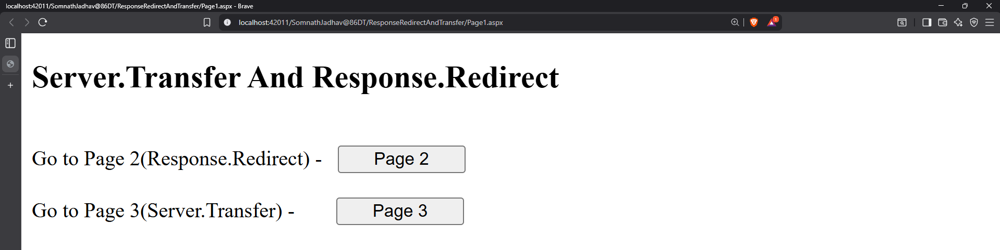 localhost:42011/SomnathJadhav@86DT/ResponseRedirectAndTransfer/Page1.aspx - Brave
localhost:42011/SomnathJadhav@86DT/ResponseRedirectAndTransfer/Page1.aspx
1
Server.Transfer And Response.Redirect
Go to Page 2(Response.Redirect) - Page 2
Go to Page 3(Server.Transfer) - Page 3